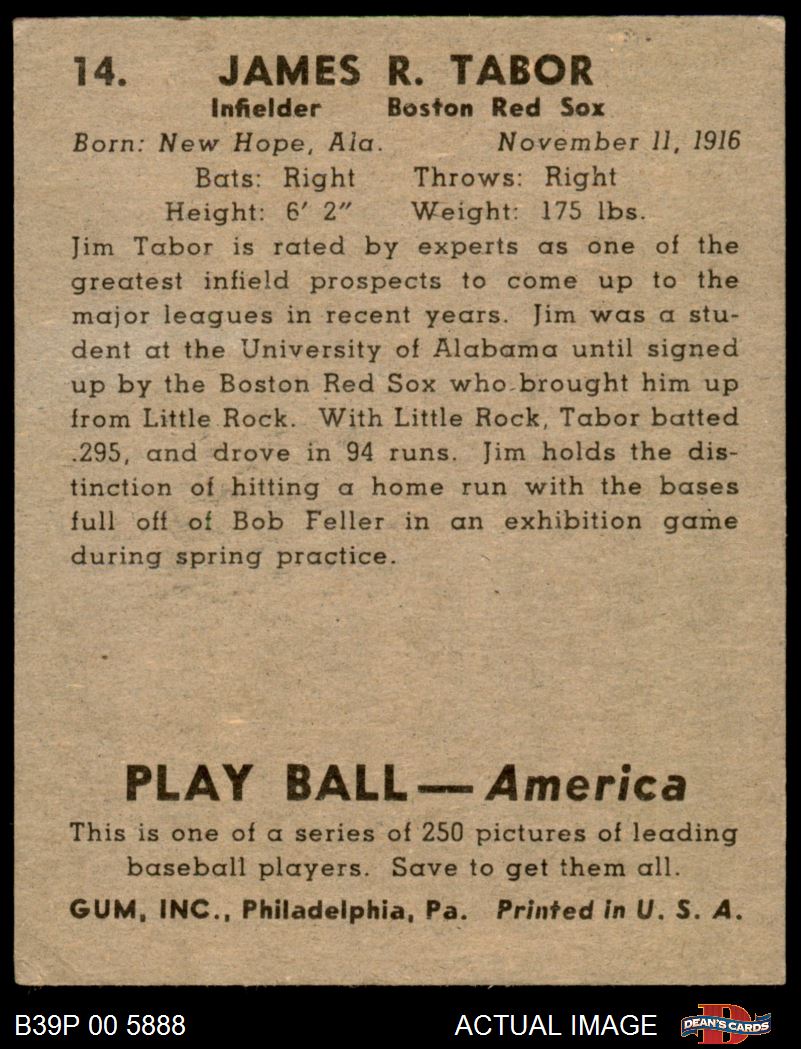 14. JAMES R. TABOR
Infielder Boston Red Sox
Born: New Hope, Ala. November 11, 1916
Bats: Right Throws: Right
Height: 6' 2" Weight: 175 lbs.
Jim Tabor is rated by experts as one of the
greatest infield prospects to come up to the
major leagues in recent years. Jim was a stu-
dent at the University of Alabama until signed
up by the Boston Red Sox who brought him up
from Little Rock. With Little Rock, Tabor batted
.295, and drove in 94 runs. Jim holds the dis-
tinction of hitting a home run with the bases
full off of Bob Feller in an exhibition game
during spring practice.
PLAY BALL — America
This is one of a series of 250 pictures of leading
baseball players. Save to get them all.
GUM, INC., Philadelphia, Pa. Printed in U. S. A.
B39P 00 5888 ACTUAL IMAGE DEAN'S CARDS